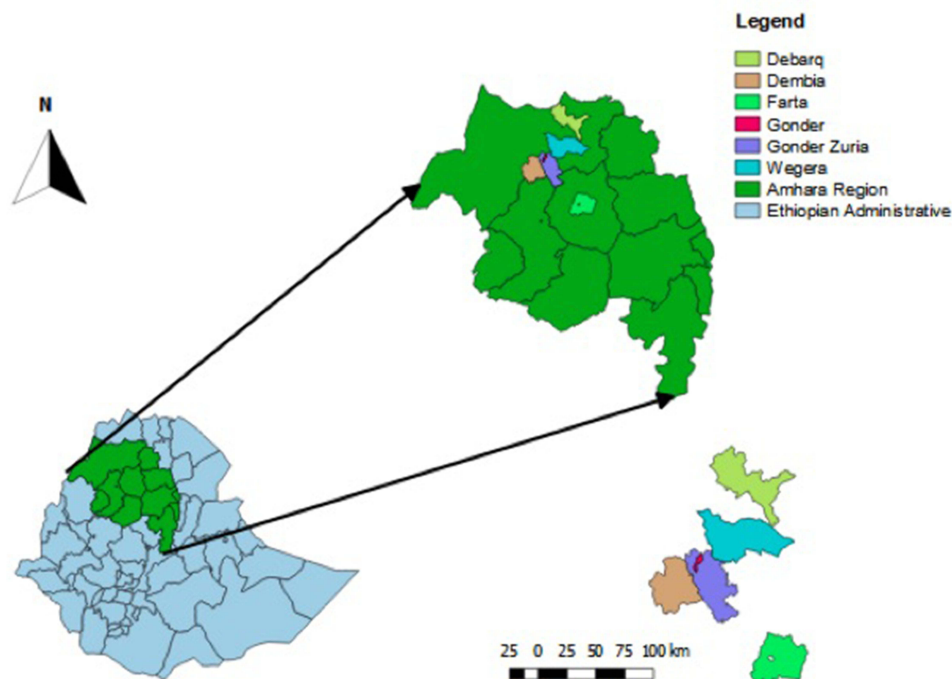 Legend
Debarq
Dembia
Farta
Gonder
Gonder Zuria
Wegera
Amhara Region
Ethiopian Administrative
N
25 0 25 50 75 100 km